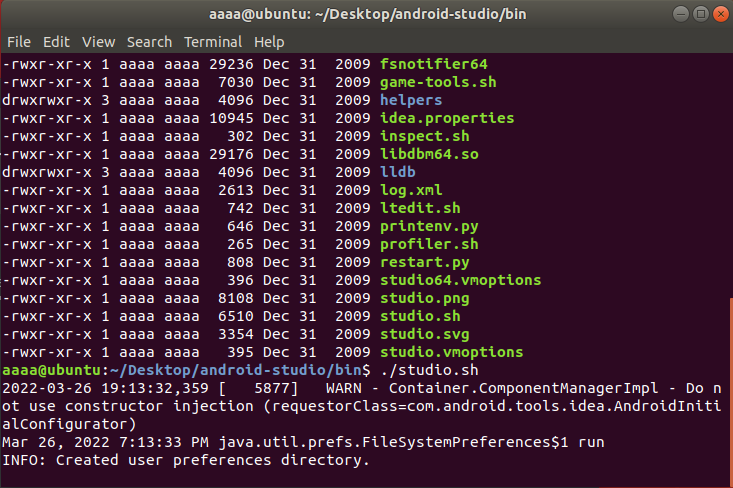 aaaa@ubuntu: ~/Desktop/android-studio/bin
File Edit View Search Terminal Help
-rwxr-xr-x 1 aaaa aaaa 29236 Dec 31  2009 fsnotifier64
-rwxr-xr-x 1 aaaa aaaa  7030 Dec 31  2009 game-tools.sh
drwxrwxr-x 3 aaaa aaaa  4096 Dec 31  2009 helpers
-rwxr-xr-x 1 aaaa aaaa 10945 Dec 31  2009 idea.properties
-rwxr-xr-x 1 aaaa aaaa   302 Dec 31  2009 inspect.sh
-rwxr-xr-x 1 aaaa aaaa 29176 Dec 31  2009 libdbm64.so
drwxrwxr-x 3 aaaa aaaa  4096 Dec 31  2009 lldb
-rwxr-xr-x 1 aaaa aaaa  2613 Dec 31  2009 log.xml
-rwxr-xr-x 1 aaaa aaaa   742 Dec 31  2009 ltedit.sh
-rwxr-xr-x 1 aaaa aaaa   646 Dec 31  2009 printenv.py
-rwxr-xr-x 1 aaaa aaaa   265 Dec 31  2009 profiler.sh
-rwxr-xr-x 1 aaaa aaaa   808 Dec 31  2009 restart.py
-rwxr-xr-x 1 aaaa aaaa   396 Dec 31  2009 studio64.vmoptions
-rwxr-xr-x 1 aaaa aaaa  8108 Dec 31  2009 studio.png
-rwxr-xr-x 1 aaaa aaaa  6510 Dec 31  2009 studio.sh
-rwxr-xr-x 1 aaaa aaaa  3354 Dec 31  2009 studio.svg
-rwxr-xr-x 1 aaaa aaaa   395 Dec 31  2009 studio.vmoptions
aaaa@ubuntu:~/Desktop/android-studio/bin$ ./studio.sh
2022-03-26 19:13:32,359 [   5877]   WARN - Container.ComponentManagerImpl - Do n
ot use constructor injection (requestorClass=com.android.tools.idea.AndroidIniti
alConfigurator)
Mar 26, 2022 7:13:33 PM java.util.prefs.FileSystemPreferences$1 run
INFO: Created user preferences directory.